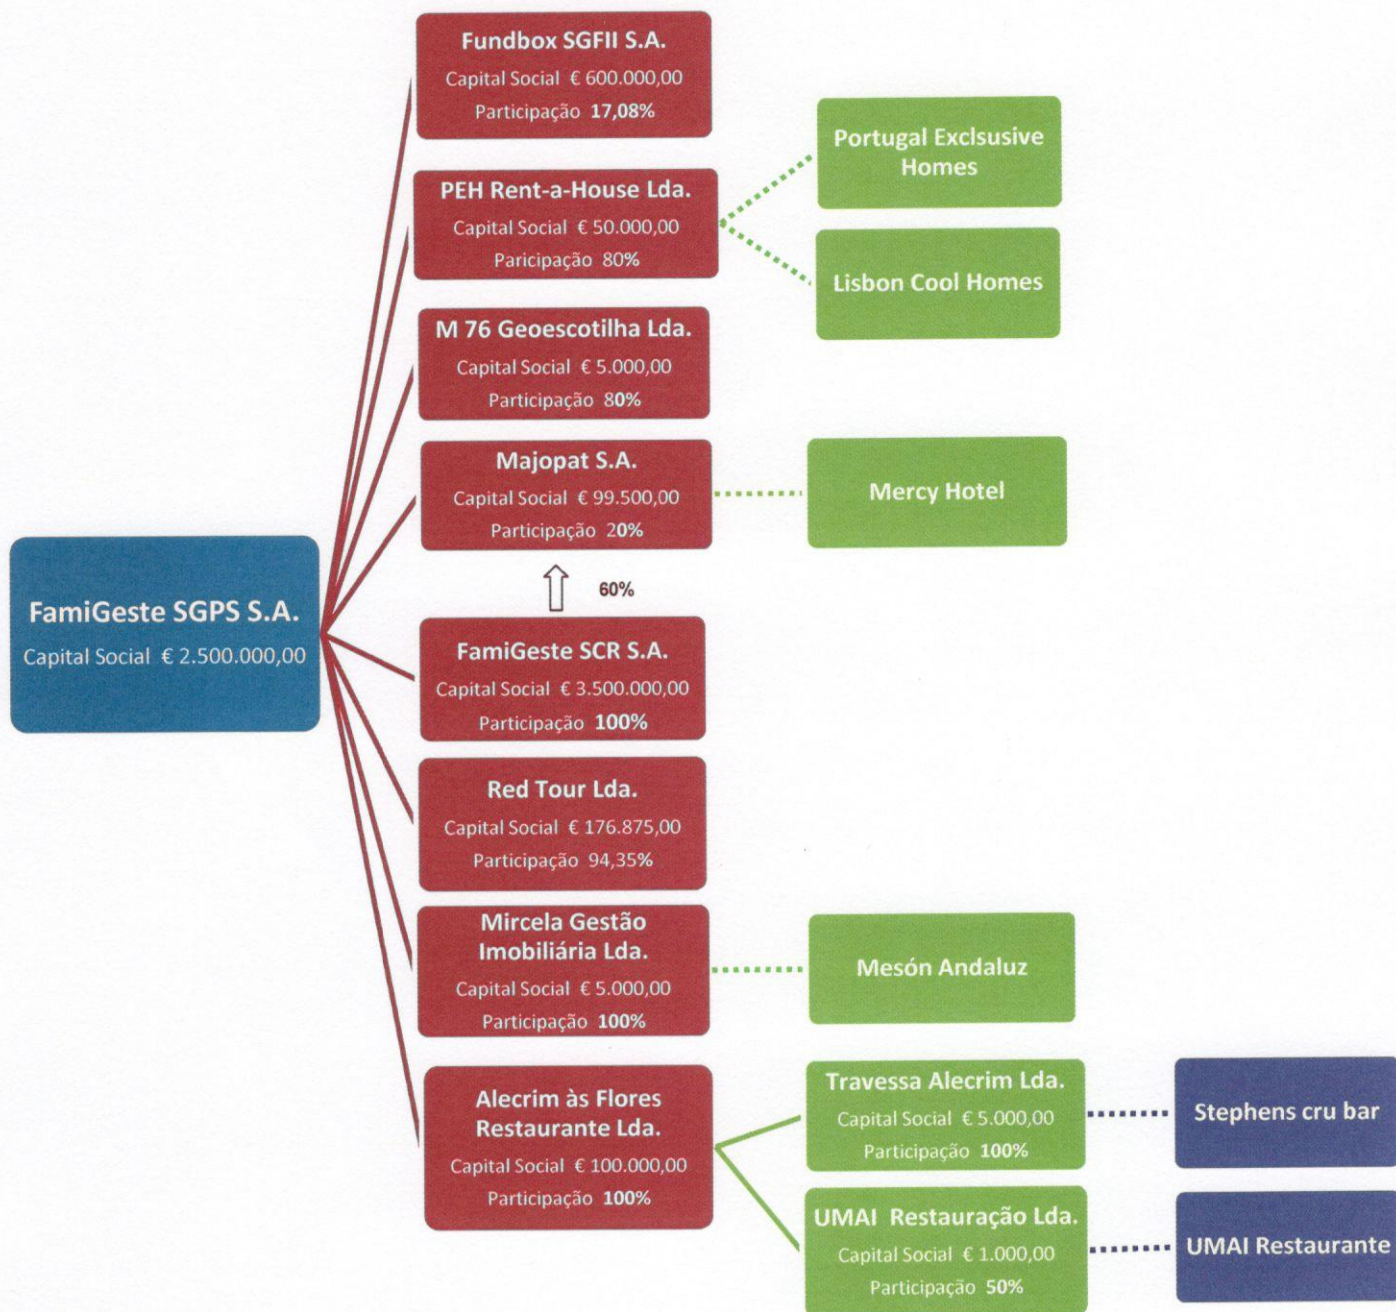 Fundbox SGFII S.A.
Capital Social € 600.000,00
Participação 17,08%
Portugal Exclsusive
Homes
PEH Rent-a-House Lda.
Capital Social € 50.000,00
Paricipação 80%
Lisbon Cool Homes
M 76 Geoescotilha Lda.
Capital Social € 5.000,00
Participação 80%
Majopat S.A.
Capital Social € 99.500,00
Participação 20%
Mercy Hotel
60%
FamiGeste SGPS S.A.
Capital Social € 2.500.000,00
FamiGeste SCR S.A.
Capital Social € 3.500.000,00
Participação 100%
Red Tour Lda.
Capital Social € 176.875,00
Participação 94,35%
Mircela Gestão
Imobiliária Lda.
Capital Social € 5.000,00
Participação 100%
Mesón Andaluz
Alecrim às Flores
Restaurante Lda.
Capital Social € 100.000,00
Participação 100%
Travessa Alecrim Lda.
Capital Social € 5.000,00
Participação 100%
Stephens cru bar
UMAI Restauração Lda.
Capital Social € 1.000,00
Participação 50%
UMAI Restaurante